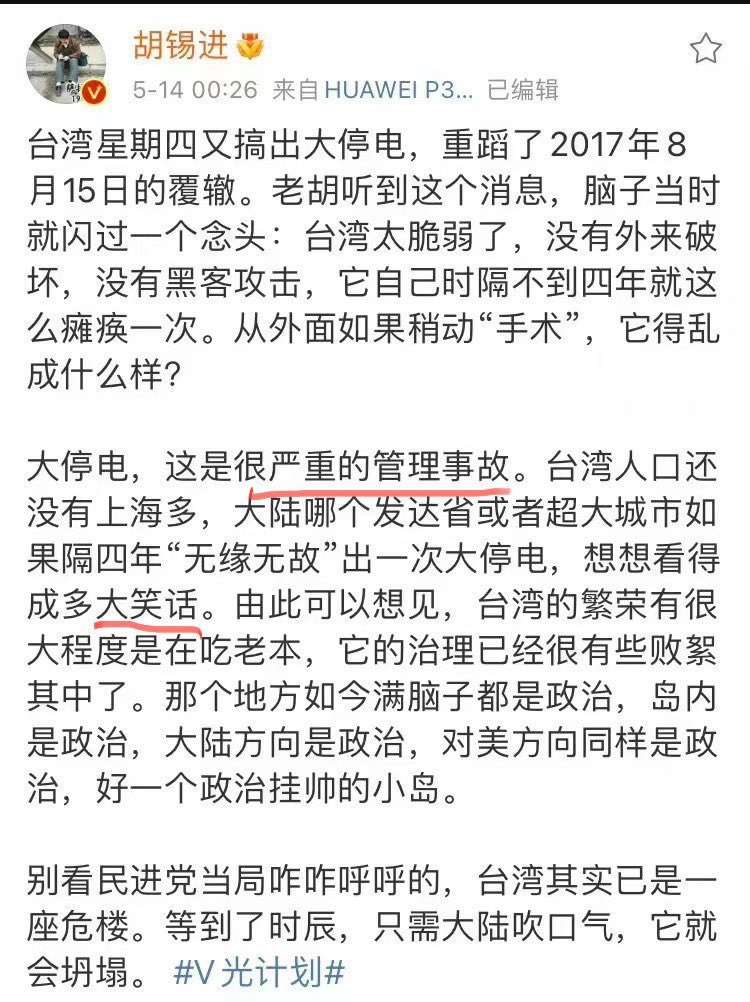 胡锡进
5-14 00:26 来自HUAWEI P3... 已编辑
台湾星期四又搞出大停电，重蹈了2017年8
月15日的覆辙。老胡听到这个消息，脑子当时
就闪过一个念头：台湾太脆弱了，没有外来破
坏，没有黑客攻击，它自己时隔不到四年就这
么瘫痪一次。从外面如果稍动“手术”，它得乱
成什么样？
大停电，这是很严重的管理事故。台湾人口还
没有上海多，大陆哪个发达省或者超大城市如
果隔四年“无缘无故”出一次大停电，想想看得
成多大笑话。由此可以想见，台湾的繁荣有很
大程度是在吃老本，它的治理已经很有些败絮
其中了。那个地方如今满脑子都是政治，岛内
是政治，大陆方向是政治，对美方向同样是政
治，好一个政治挂帅的小岛。
别看民进党当局咋咋呼呼的，台湾其实已是一
座危楼。等到了时辰，只需大陆吹口气，它就
会坍塌。 #V光计划#